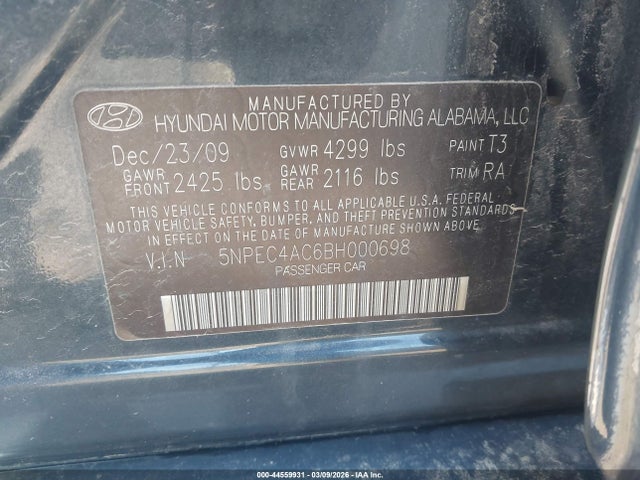 MANUFACTURED BY
HYUNDAI MOTOR MANUFACTURING ALABAMA, LLC
Dec/23/09 GVWR 4299 lbs PAINT T3
GAWR FRONT 2425 lbs GAWR REAR 2116 lbs TRIM RA
THIS VEHICLE CONFORMS TO ALL APPLICABLE U.S.A. FEDERAL
MOTOR VEHICLE SAFETY, BUMPER, AND THEFT PREVENTION STANDARDS
IN EFFECT ON THE DATE OF MANUFACTURE SHOWN ABOVE.
V.I.N 5NPEC4AC6BH000698
PASSENGER CAR
000-44559931 - 03/09/2026 - IAA Inc.